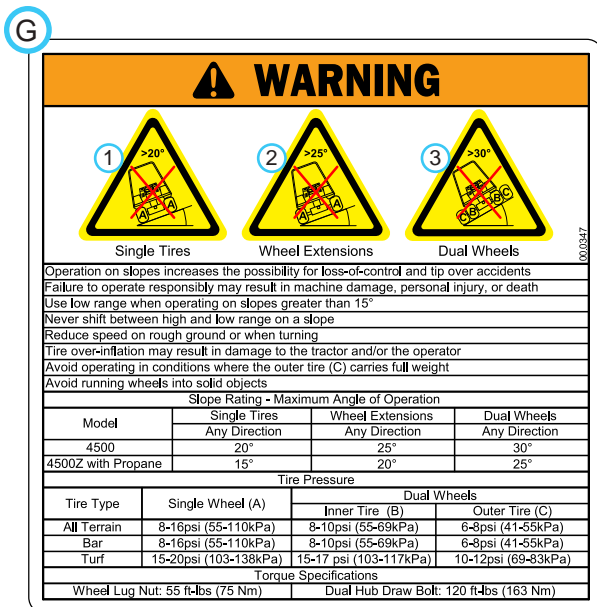 G
WARNING
1 >20° A A
2 >25° A A
3 >30° C B B C
Single Tires Wheel Extensions Dual Wheels
00.0347
Operation on slopes increases the possibility for loss-of-control and tip over accidents
Failure to operate responsibly may result in machine damage, personal injury, or death
Use low range when operating on slopes greater than 15°
Never shift between high and low range on a slope
Reduce speed on rough ground or when turning
Tire over-inflation may result in damage to the tractor and/or the operator
Avoid operating in conditions where the outer tire (C) carries full weight
Avoid running wheels into solid objects
Slope Rating - Maximum Angle of Operation
Model Single Tires Wheel Extensions Dual Wheels
Any Direction Any Direction Any Direction
4500 20° 25° 30°
4500Z with Propane 15° 20° 25°
Tire Pressure
Tire Type Single Wheel (A) Dual Wheels
Inner Tire (B) Outer Tire (C)
All Terrain 8-16psi (55-110kPa) 8-10psi (55-69kPa) 6-8psi (41-55kPa)
Bar 8-16psi (55-110kPa) 8-10psi (55-69kPa) 6-8psi (41-55kPa)
Turf 15-20psi (103-138kPa) 15-17 psi (103-117kPa) 10-12psi (69-83kPa)
Torque Specifications
Wheel Lug Nut: 55 ft-lbs (75 Nm) Dual Hub Draw Bolt: 120 ft-lbs (163 Nm)